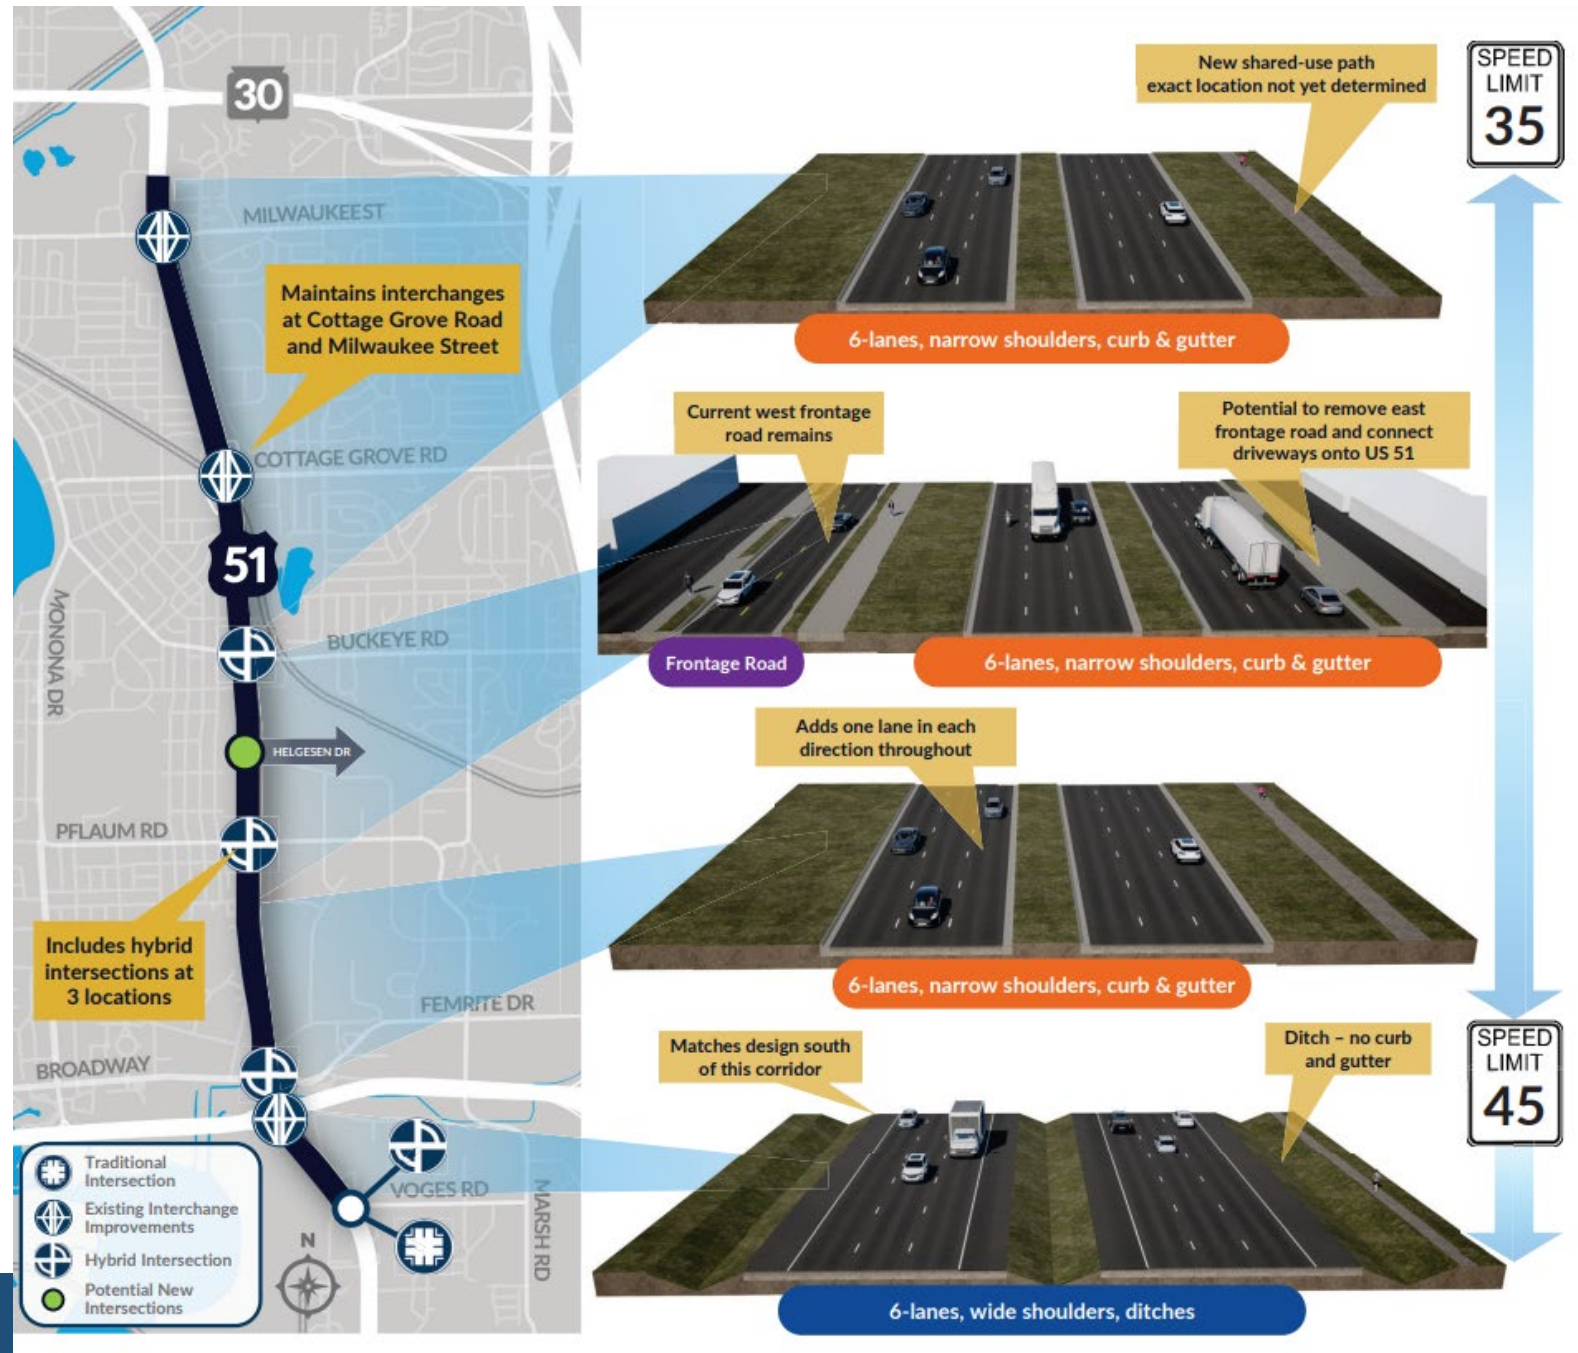 30
MILWAUKEE ST
Maintains interchanges
at Cottage Grove Road
and Milwaukee Street
COTTAGE GROVE RD
51
MONONA DR
BUCKEYE RD
HELGESEN DR
PFLAUM RD
Includes hybrid
intersections at
3 locations
FEMRITE DR
BROADWAY
VOGES RD
MARSH RD
N
Traditional
Intersection
Existing Interchange
Improvements
Hybrid Intersection
Potential New
Intersections
New shared-use path
exact location not yet determined
6-lanes, narrow shoulders, curb & gutter
Current west frontage
road remains
Potential to remove east
frontage road and connect
driveways onto US 51
Frontage Road
6-lanes, narrow shoulders, curb & gutter
Adds one lane in each
direction throughout
6-lanes, narrow shoulders, curb & gutter
Matches design south
of this corridor
Ditch – no curb
and gutter
6-lanes, wide shoulders, ditches
SPEED
LIMIT
35
SPEED
LIMIT
45